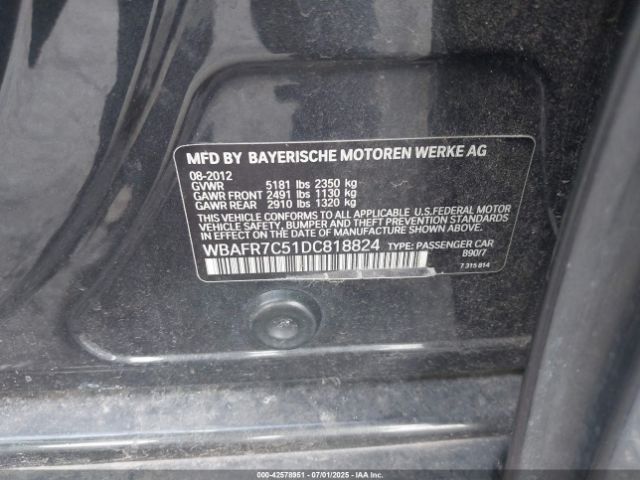 MFD BY BAYERISCHE MOTOREN WERKE AG
08-2012
GVWR 5181 lbs 2350 kg
GAWR FRONT 2491 lbs 1130 kg
GAWR REAR 2910 lbs 1320 kg
THIS VEHICLE CONFORMS TO ALL APPLICABLE U.S.FEDERAL MOTOR
VEHICLE SAFETY, BUMPER, AND THEFT PREVENTION STANDARDS
IN EFFECT ON THE DATE OF MANUFACTURE SHOWN ABOVE.
WBAFR7C51DC818824 TYPE: PASSENGER CAR
B90/7
7 315 814
000-42578951 - 07/01/2025 - IAAI.COM